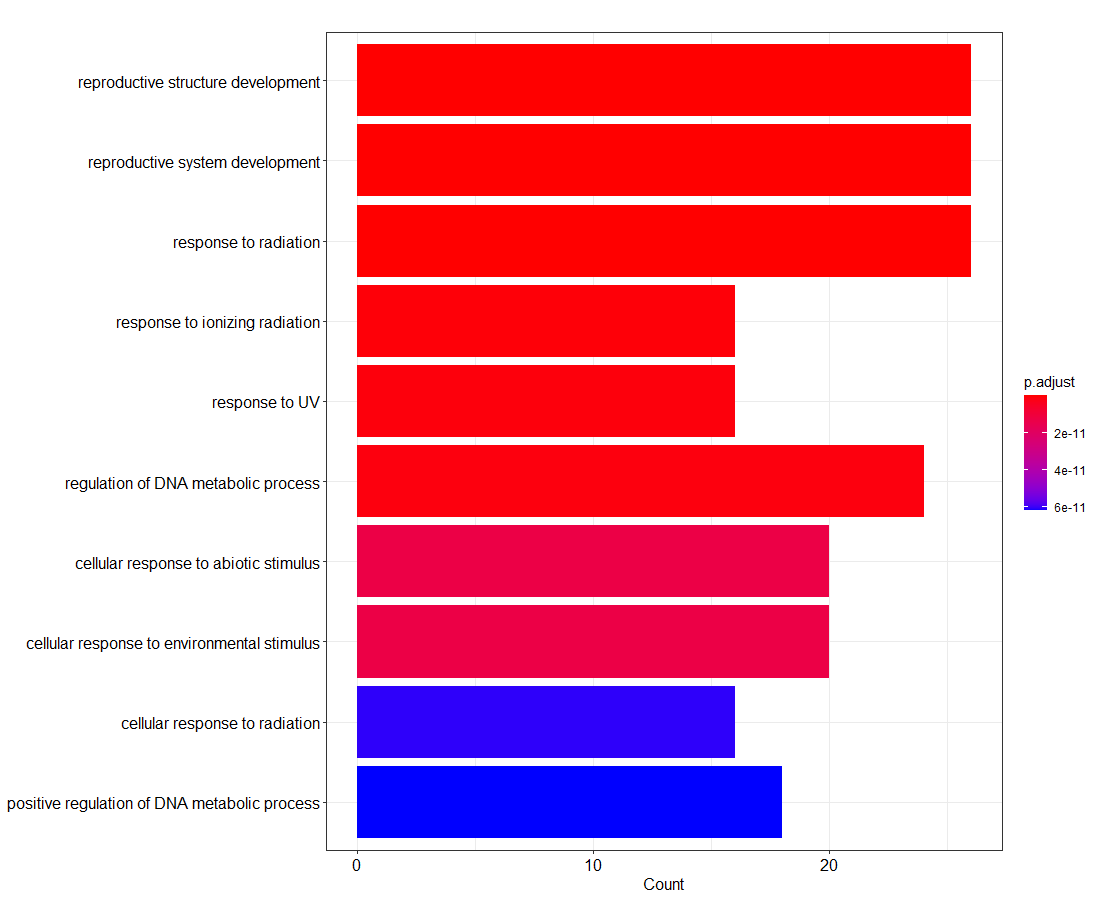 reproductive structure development
reproductive system development
response to radiation
response to ionizing radiation
response to UV
regulation of DNA metabolic process
cellular response to abiotic stimulus
cellular response to environmental stimulus
cellular response to radiation
positive regulation of DNA metabolic process
0 10 20
Count
p.adjust
2e-11
4e-11
6e-11